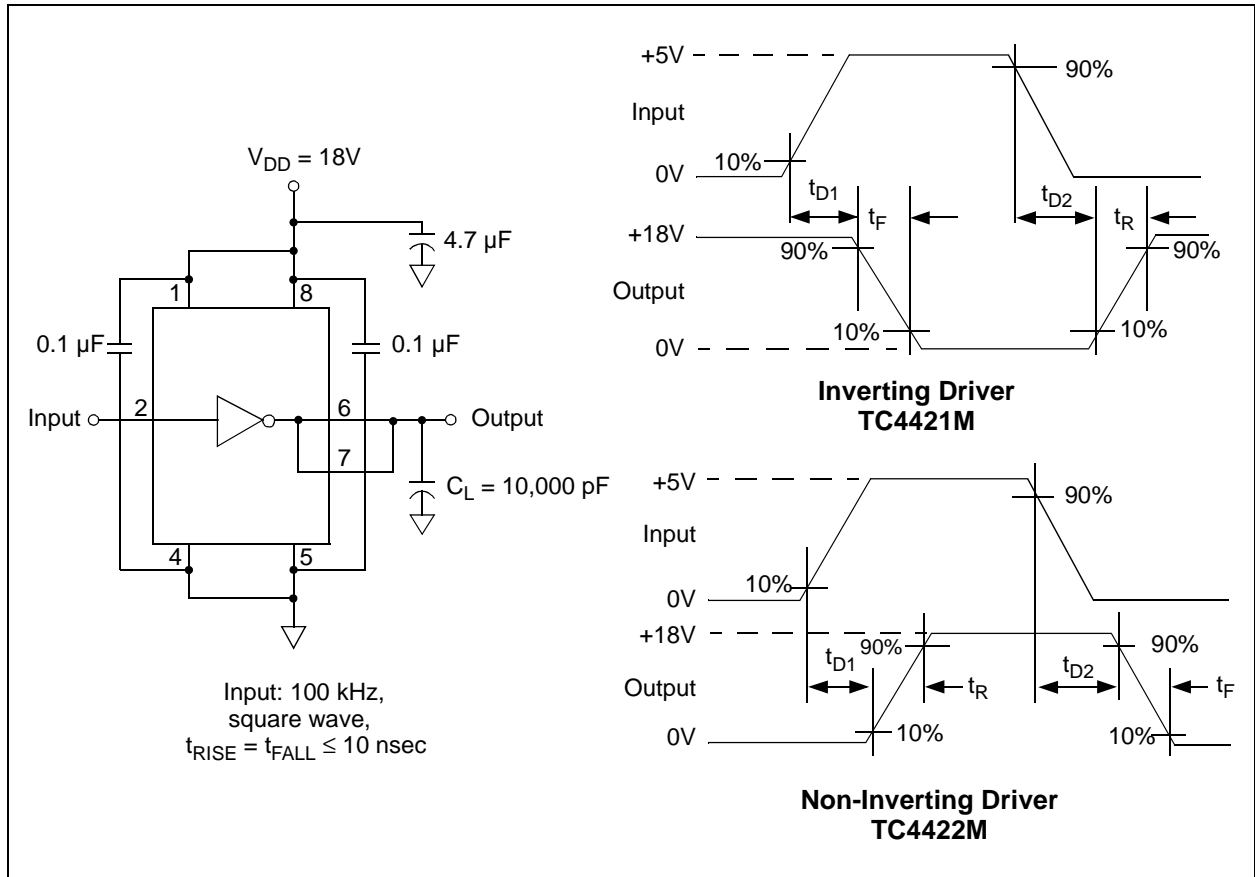 V_DD = 18V
4.7 µF
1
8
0.1 µF
0.1 µF
Input
2
6
Output
7
C_L = 10,000 pF
4
5
Input: 100 kHz,
square wave,
t_RISE = t_FALL ≤ 10 nsec
+5V
90%
Input
10%
0V
t_D1
t_F
t_D2
t_R
+18V
90%
90%
Output
10%
10%
0V
Inverting Driver
TC4421M
+5V
90%
Input
10%
0V
+18V
t_D1
90%
t_D2
90%
Output
t_R
t_F
0V
10%
10%
Non-Inverting Driver
TC4422M